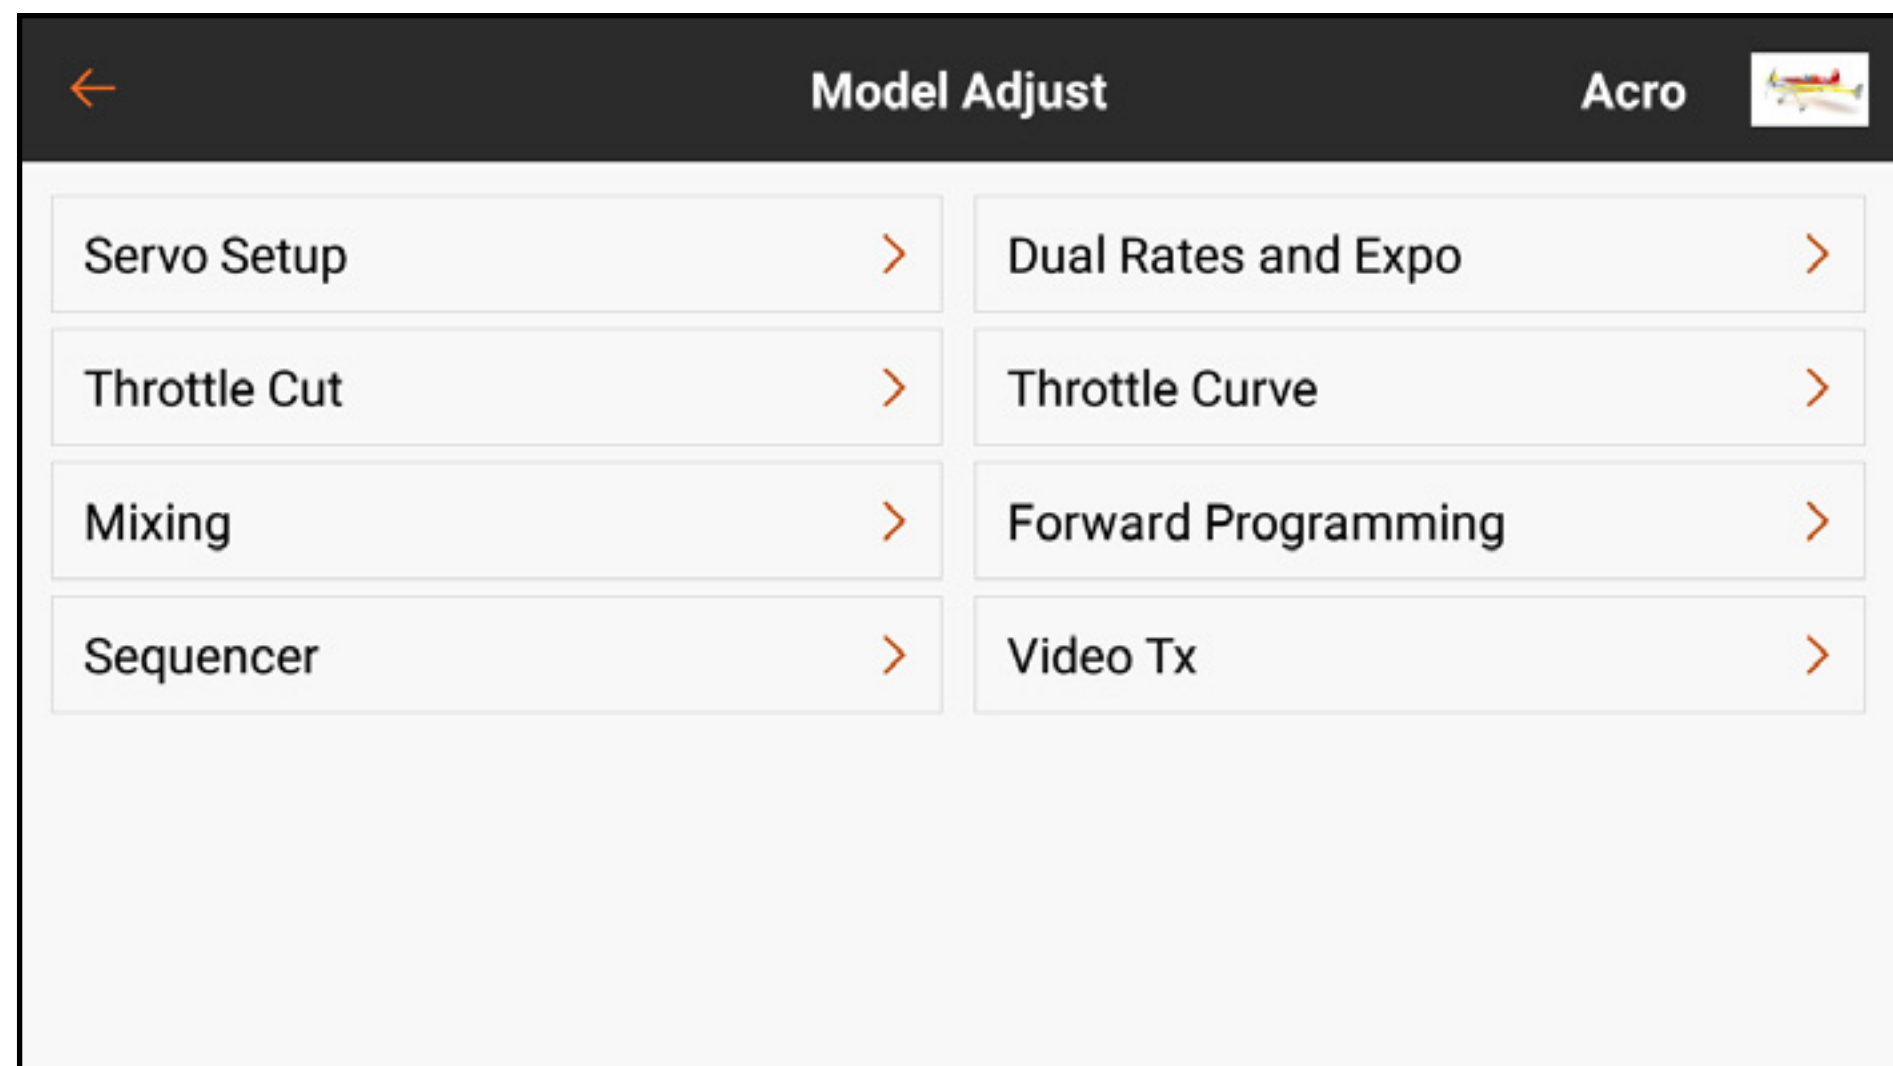 Model Adjust
Acro
Servo Setup
Dual Rates and Expo
Throttle Cut
Throttle Curve
Mixing
Forward Programming
Sequencer
Video Tx